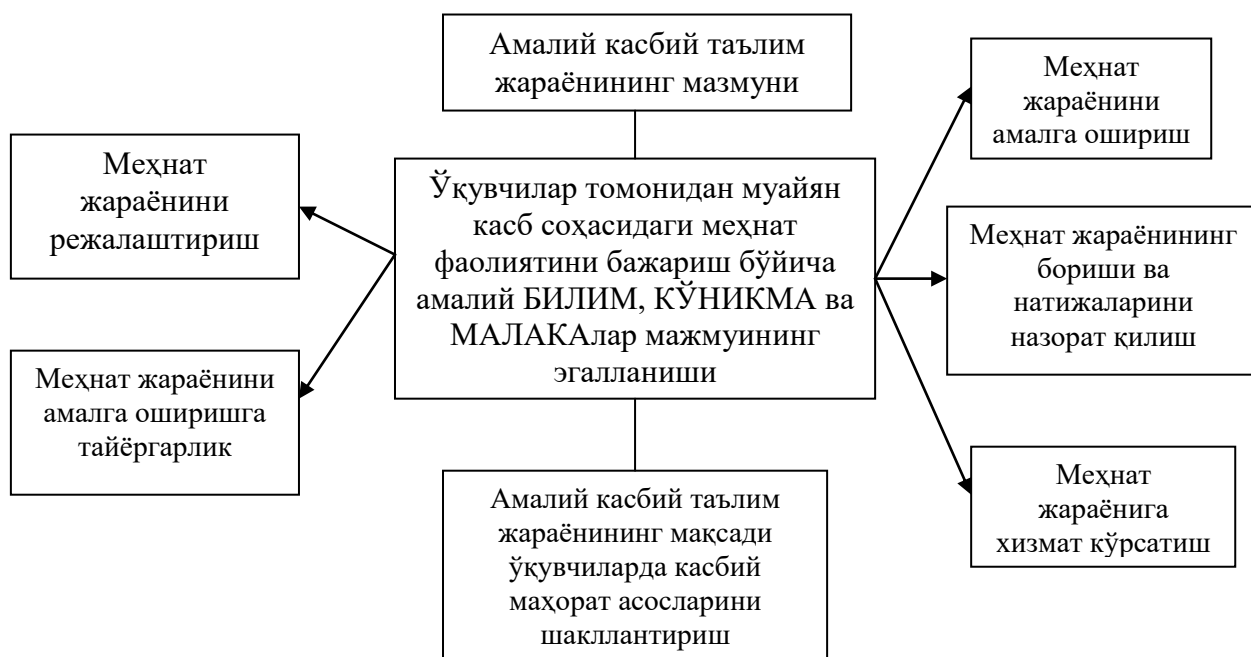 Амалий касбий таълим
жараёнининг мазмуни
Меҳнат
жараёнини
амалга ошириш
Меҳнат
жараёнини
режалаштириш
Ўқувчилар томонидан муайян
касб соҳасидаги меҳнат
фаолиятини бажариш бўйича
амалий БИЛИМ, КЎНИКМА ва
МАЛАКАлар мажмуининг
эгалланиши
Меҳнат жараёнининг
бориши ва
натижаларини
назорат қилиш
Меҳнат жараёнини
амалга оширишга
тайёргарлик
Амалий касбий таълим
жараёнининг мақсади
ўқувчиларда касбий
маҳорат асосларини
шакллантириш
Меҳнат
жараёнига
хизмат кўрсатиш